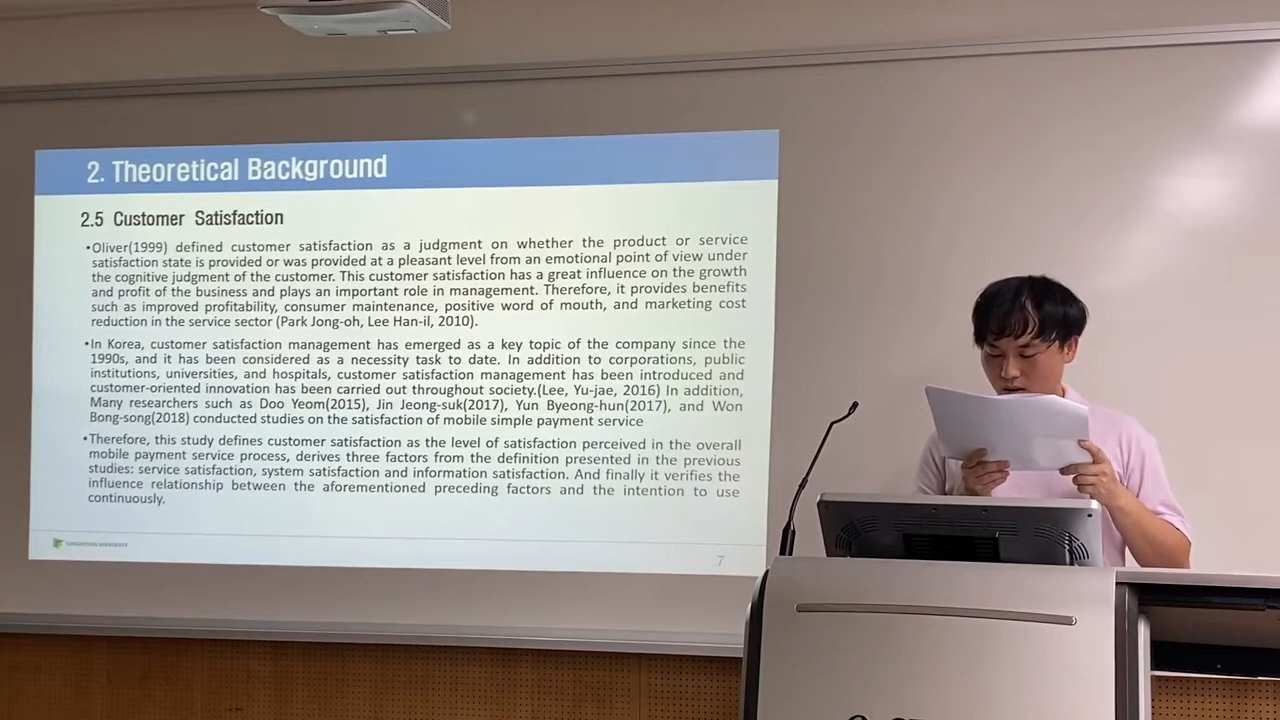 2. Theoretical Background
2.5 Customer Satisfaction
•Oliver(1999) defined customer satisfaction as a judgment on whether the product or service
satisfaction state is provided or was provided at a pleasant level from an emotional point of view under
the cognitive judgment of the customer. This customer satisfaction has a great influence on the growth
and profit of the business and plays an important role in management. Therefore, it provides benefits
such as improved profitability, consumer maintenance, positive word of mouth, and marketing cost
reduction in the service sector (Park Jong-oh, Lee Han-il, 2010).
•In Korea, customer satisfaction management has emerged as a key topic of the company since the
1990s, and it has been considered as a necessity task to date. In addition to corporations, public
institutions, universities, and hospitals, customer satisfaction management has been introduced and
customer-oriented innovation has been carried out throughout society.(Lee, Yu-jae, 2016) In addition,
Many researchers such as Doo Yeom(2015), Jin Jeong-suk(2017), Yun Byeong-hun(2017), and Won
Bong-song(2018) conducted studies on the satisfaction of mobile simple payment service
•Therefore, this study defines customer satisfaction as the level of satisfaction perceived in the overall
mobile payment service process, derives three factors from the definition presented in the previous
studies: service satisfaction, system satisfaction and information satisfaction. And finally it verifies the
influence relationship between the aforementioned preceding factors and the intention to use
continuously.
7